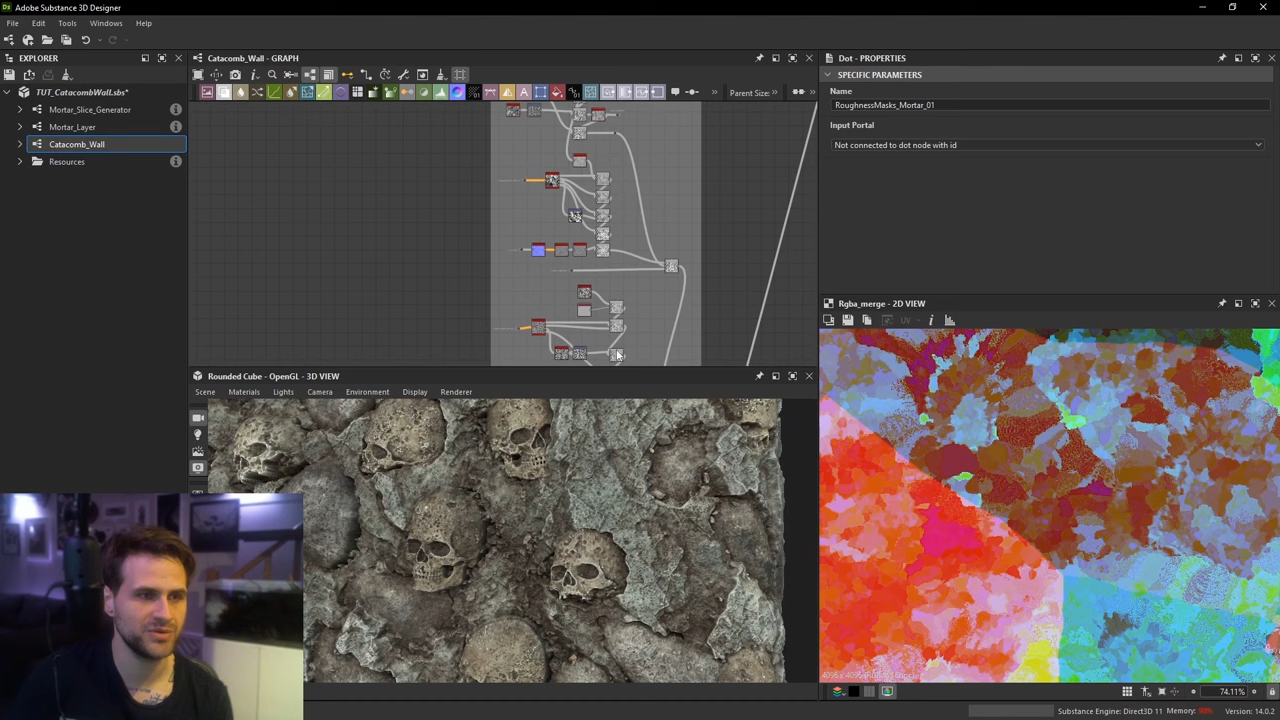 Adobe Substance 3D Designer
File Edit Tools Windows Help
EXPLORER
TUT_CatacombWall.sbs*
Mortar_Slice_Generator
Mortar_Layer
Catacomb_Wall
Resources
Catacomb_Wall - GRAPH
Parent Size:
Rounded Cube - OpenGL - 3D VIEW
Scene Materials Lights Camera Environment Display Renderer
Dot - PROPERTIES
SPECIFIC PARAMETERS
Name
RoughnessMasks_Mortar_01
Input Portal
Not connected to dot node with id
Rgba_merge - 2D VIEW
UV
74.11%
Substance Engine: Direct3D 11 Memory: Version: 14.0.2